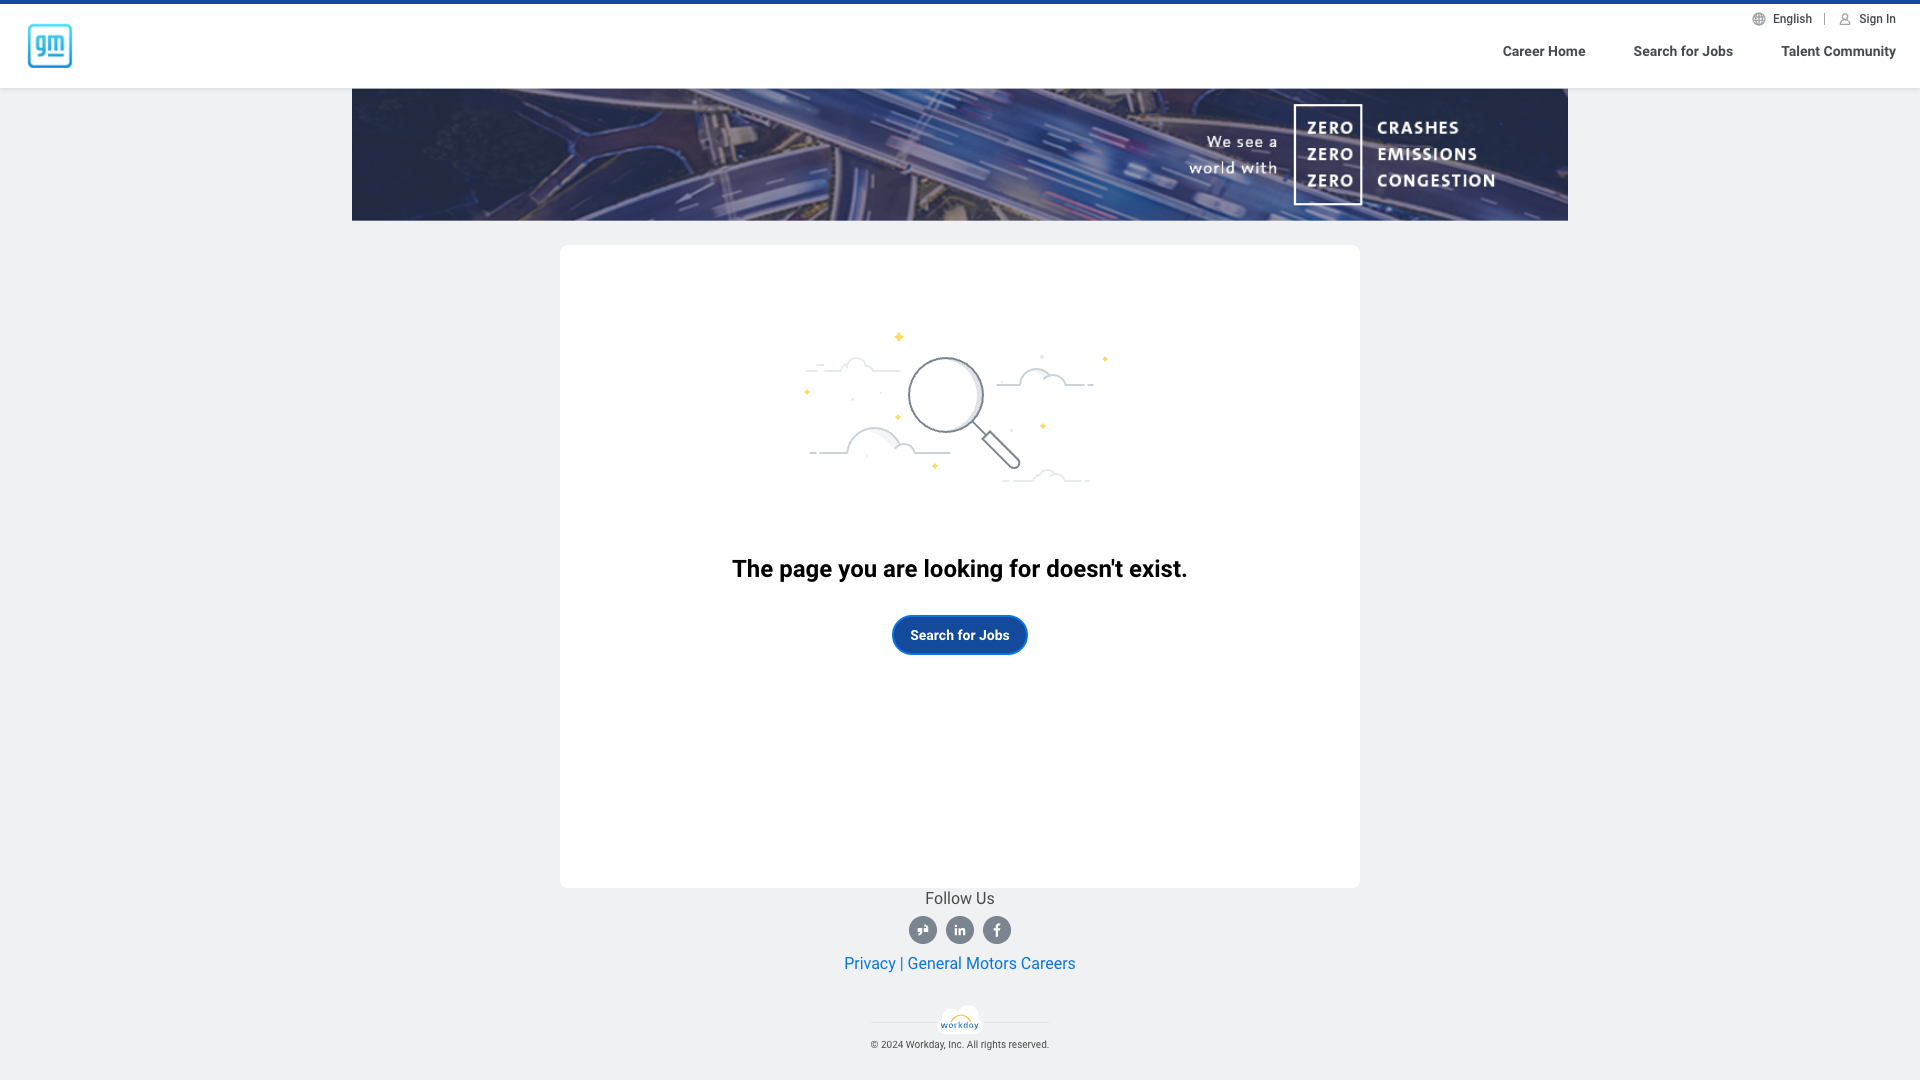 English
Sign In
gm
Career Home
Search for Jobs
Talent Community
We see a
world with
ZERO CRASHES
ZERO EMISSIONS
ZERO CONGESTION
The page you are looking for doesn't exist.
Search for Jobs
Follow Us
in
f
Privacy | General Motors Careers
workday.
© 2024 Workday, Inc. All rights reserved.